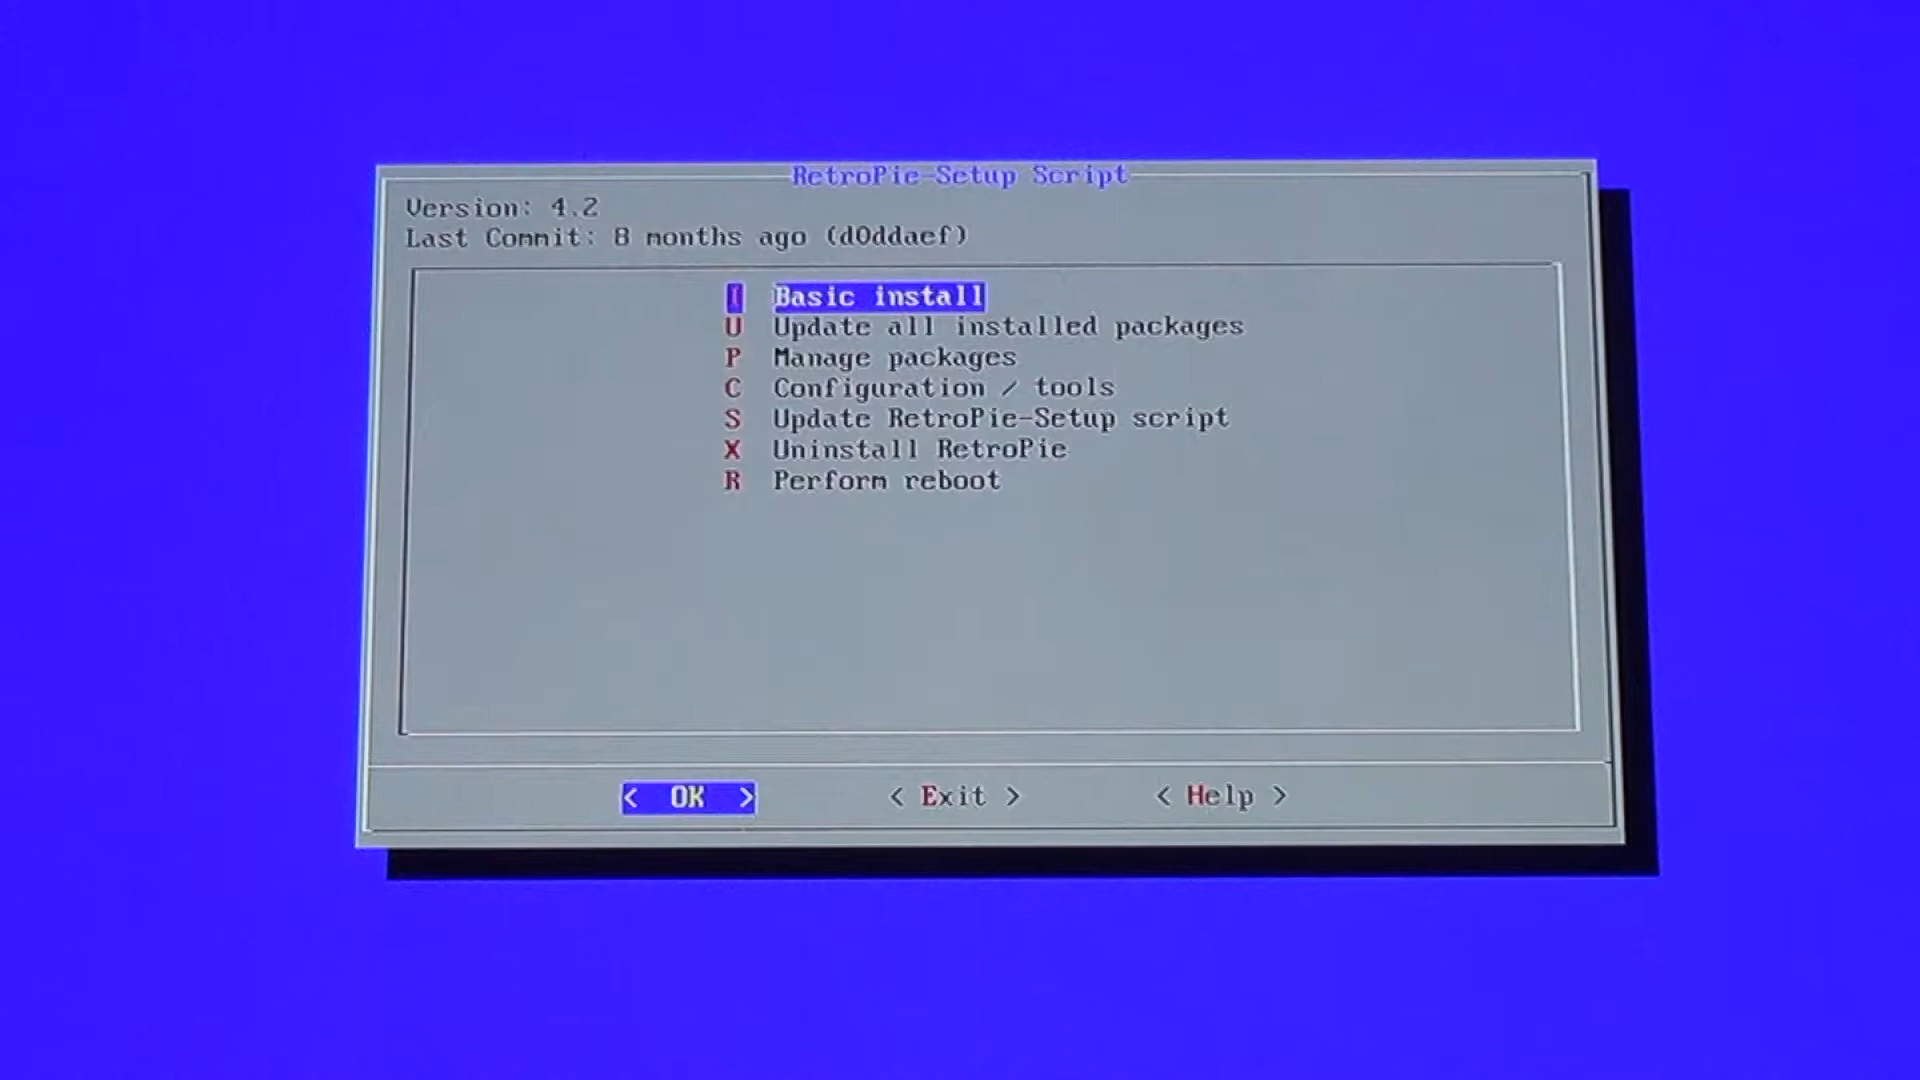 RetroPie-Setup Script
Version: 4.2
Last Commit: 8 months ago (d0ddaef)
I Basic install
U Update all installed packages
P Manage packages
C Configuration / tools
S Update RetroPie-Setup script
X Uninstall RetroPie
R Perform reboot
< OK > < Exit > < Help >